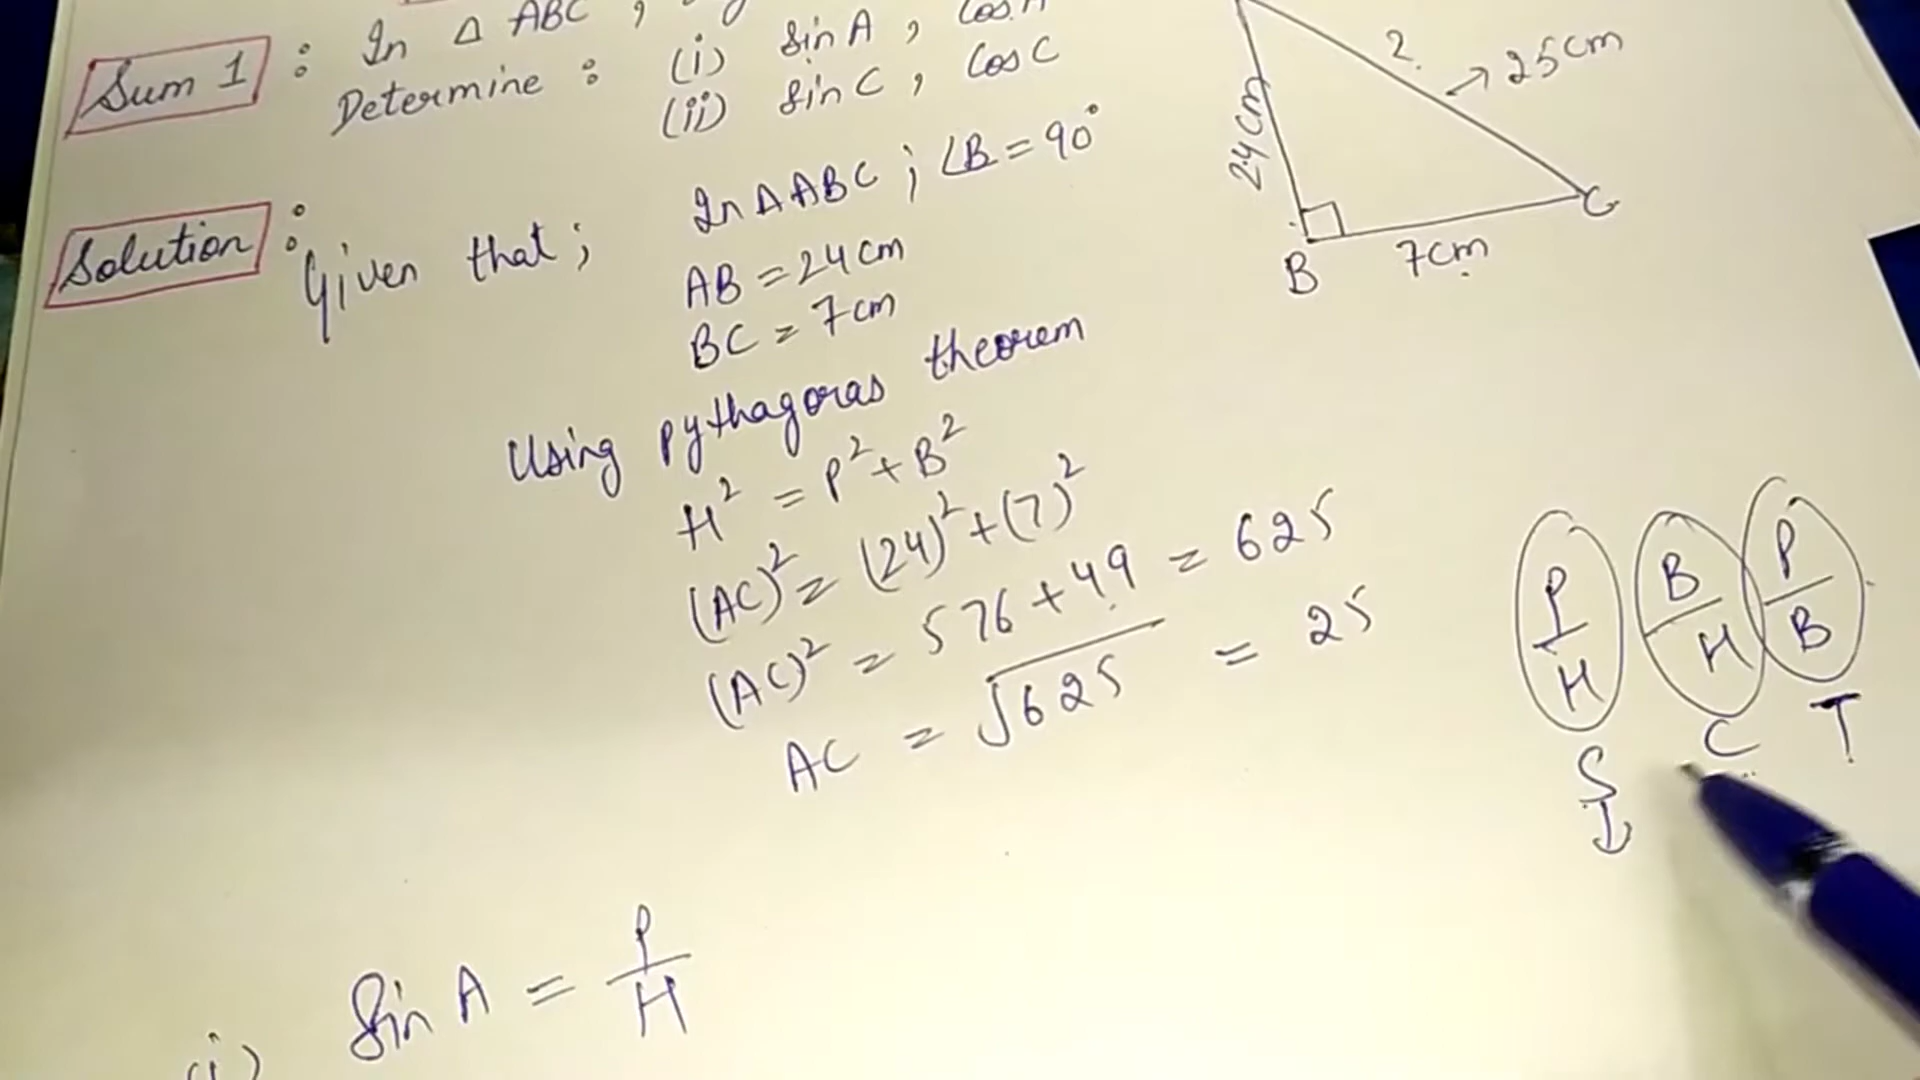 Sum 1 : In Δ ABC ,
Determine : (i) Sin A , Cos A
(ii) Sin C , Cos C
Solution : Given that ; In Δ ABC ; ∠B = 90°
AB = 24 cm
BC = 7 cm
Using pythagoras theorem
H² = P² + B²
(AC)² = (24)² + (7)²
(AC)² = 576 + 49 = 625
AC = √625 = 25
(i) Sin A = P/H
24 cm
?
→ 25 cm
C
B
7 cm
P/H B/H P/B
S C T